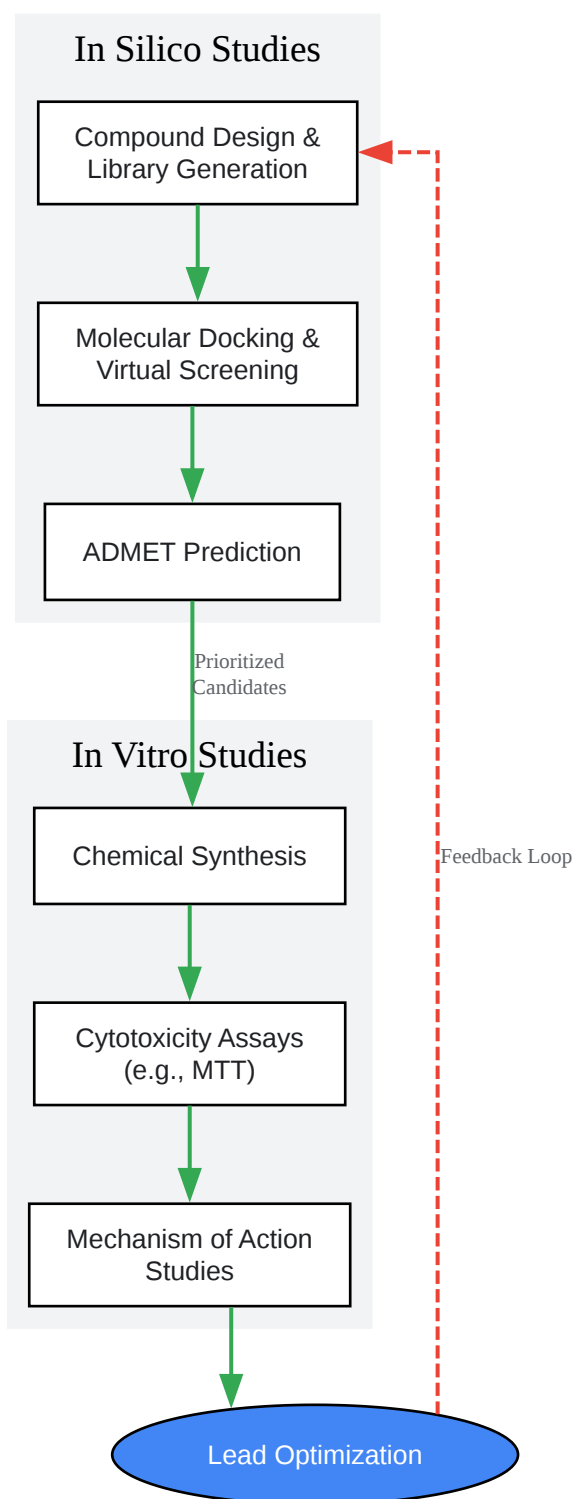 In Silico Studies
Compound Design &
Library Generation
Molecular Docking &
Virtual Screening
ADMET Prediction
Prioritized
Candidates
In Vitro Studies
Chemical Synthesis
Feedback Loop
Cytotoxicity Assays
(e.g., MTT)
Mechanism of Action
Studies
Lead Optimization